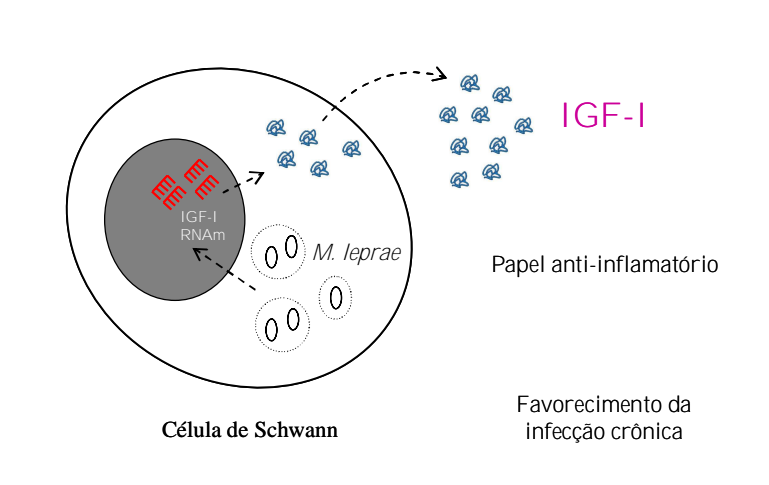 IGF-I
IGF-I
RNAm
M. leprae
Papel anti-inflamatório
Favorecimento da
infecção crônica
Célula de Schwann